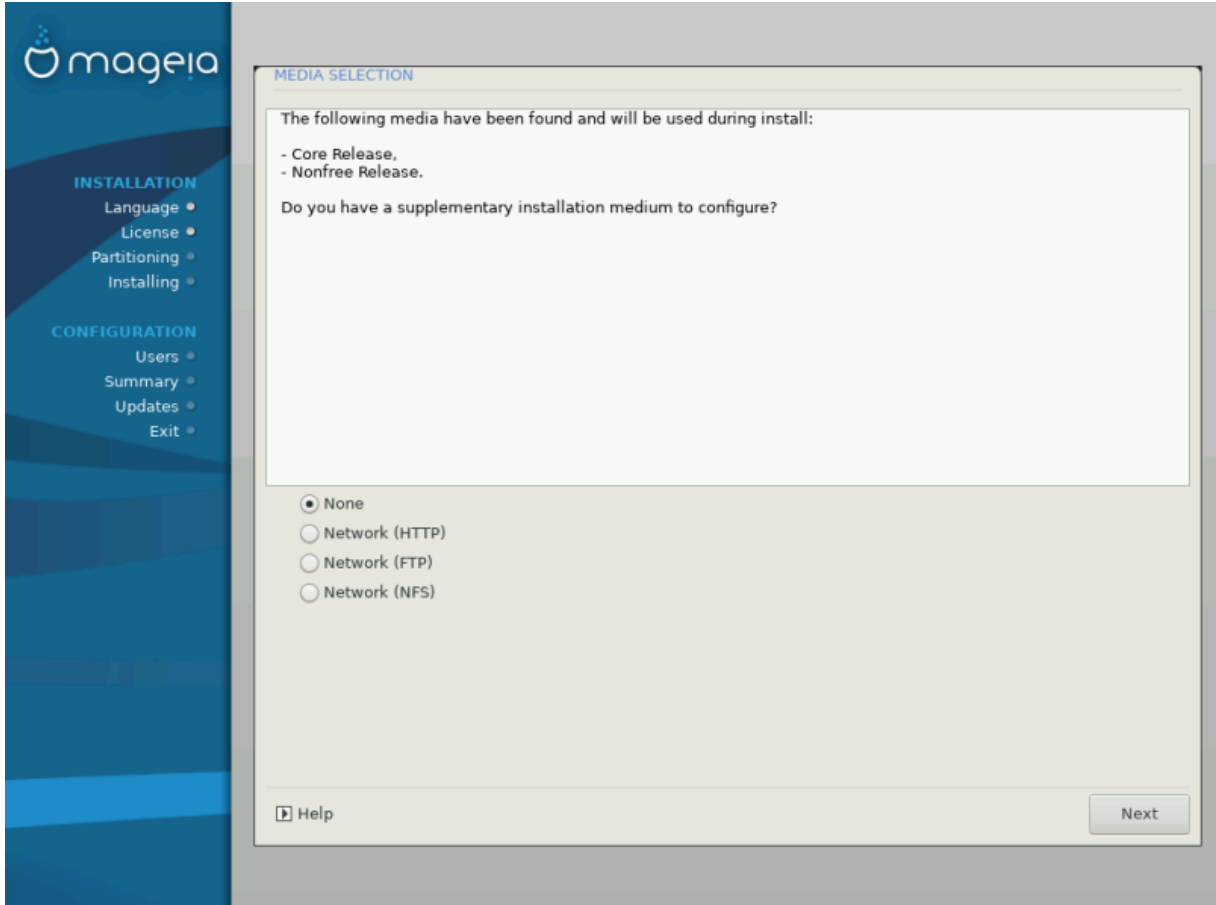 mageia
INSTALLATION
Language
License
Partitioning
Installing
CONFIGURATION
Users
Summary
Updates
Exit
MEDIA SELECTION
The following media have been found and will be used during install:
- Core Release,
- Nonfree Release.
Do you have a supplementary installation medium to configure?
None
Network (HTTP)
Network (FTP)
Network (NFS)
Help
Next